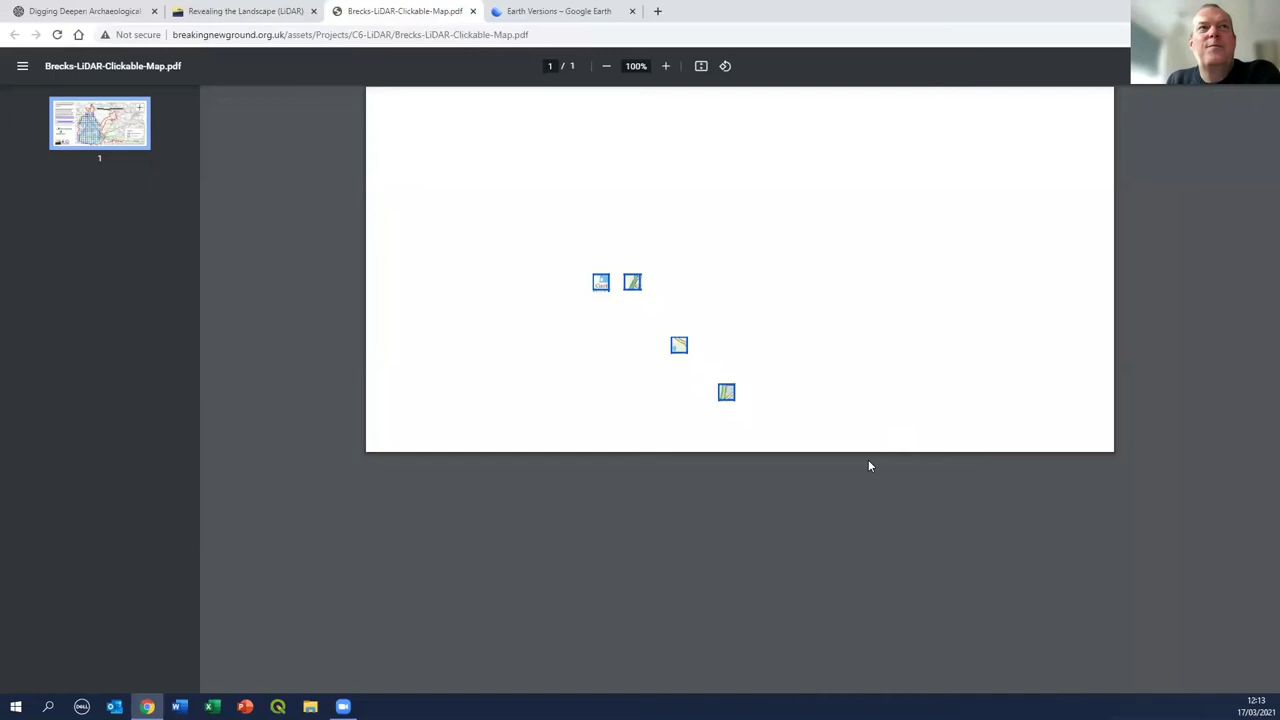 Digging Deeper: Archaeological
Revealing the Landscape (LiDAR)
Brecks-LiDAR-Clickable-Map.pdf
Earth Versions – Google Earth
Not secure
breakingnewground.org.uk/assets/Projects/C6-LiDAR/Brecks-LiDAR-Clickable-Map.pdf
Brecks-LiDAR-Clickable-Map.pdf
1 / 1
100%
1
12:13
17/03/2021